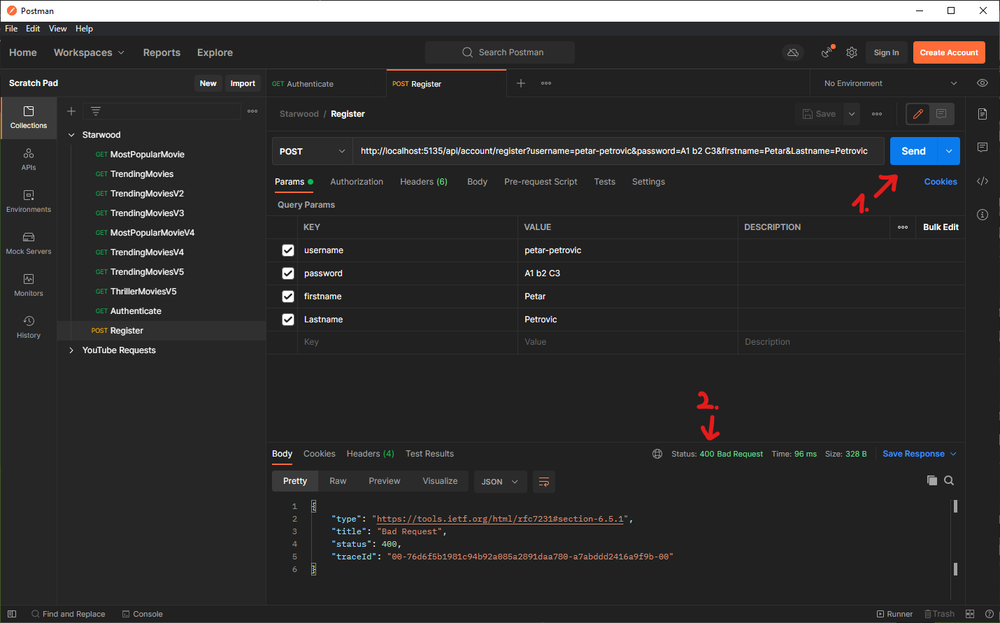 Postman
File Edit View Help
Home Workspaces Reports Explore Search Postman Sign In Create Account
Scratch Pad New Import GET Authenticate POST Register No Environment
Starwood / Register Save
Collections
APIs
Environments
Mock Servers
Monitors
History
Starwood
GET MostPopularMovie
GET TrendingMovies
GET TrendingMoviesV2
GET TrendingMoviesV3
GET MostPopularMovieV4
GET TrendingMoviesV4
GET TrendingMoviesV5
GET ThrillerMoviesV5
GET Authenticate
POST Register
YouTube Requests
POST http://localhost:5135/api/account/register?username=petar-petrovic&password=A1 b2 C3&firstname=Petar&Lastname=Petrovic Send
Params Authorization Headers (6) Body Pre-request Script Tests Settings Cookies
1.
Query Params
KEY VALUE DESCRIPTION Bulk Edit
username petar-petrovic
password A1 b2 C3
firstname Petar
Lastname Petrovic
Key Value Description
2.
Body Cookies Headers (4) Test Results Status: 400 Bad Request Time: 96 ms Size: 328 B Save Response
Pretty Raw Preview Visualize JSON
1 {
2 "type": "https://tools.ietf.org/html/rfc7231#section-6.5.1",
3 "title": "Bad Request",
4 "status": 400,
5 "traceId": "00-76d6f5b1981c94b92a085a2891daa780-a7abddd2416a9f9b-00"
6 }
Find and Replace Console Runner Trash